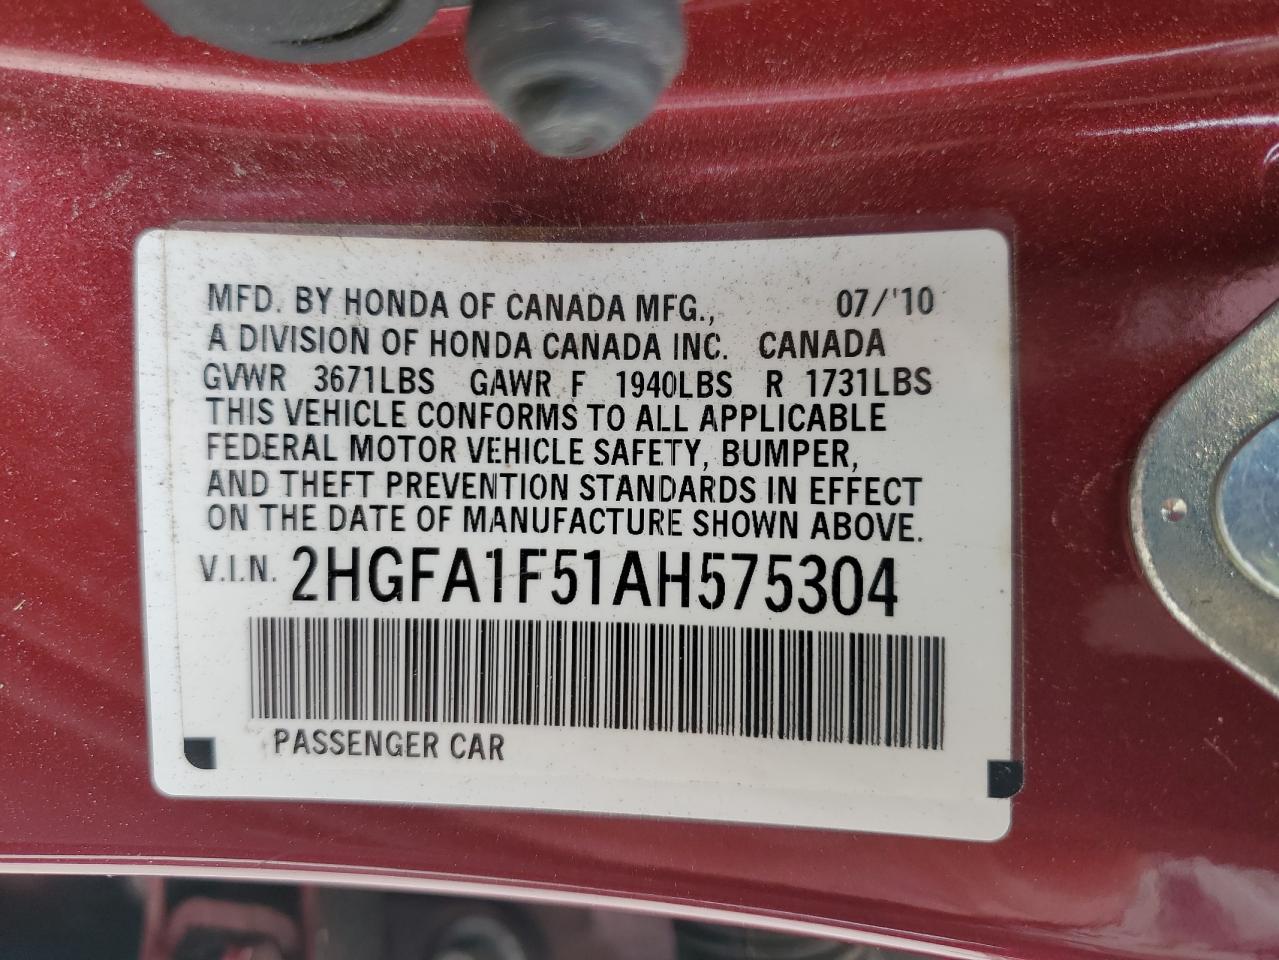 MFD. BY HONDA OF CANADA MFG., 07/'10
A DIVISION OF HONDA CANADA INC. CANADA
GVWR 3671LBS GAWR F 1940LBS R 1731LBS
THIS VEHICLE CONFORMS TO ALL APPLICABLE
FEDERAL MOTOR VEHICLE SAFETY, BUMPER,
AND THEFT PREVENTION STANDARDS IN EFFECT
ON THE DATE OF MANUFACTURE SHOWN ABOVE.
V.I.N. 2HGFA1F51AH575304
PASSENGER CAR